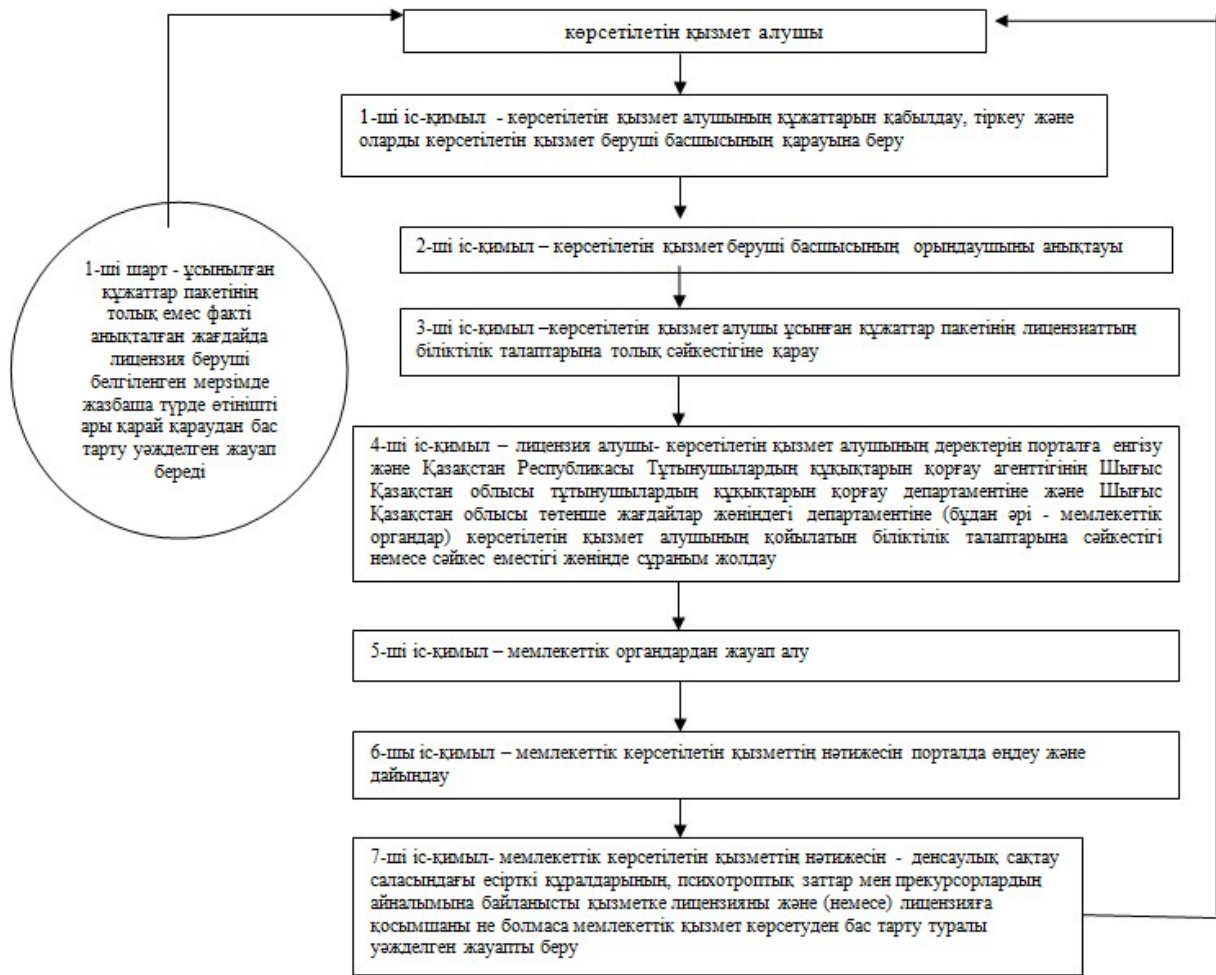 көрсетілетін қызмет алушы
1-ші іс-қимыл - көрсетілетін қызмет алушының құжаттарын қабылдау, тіркеу және
оларды көрсетілетін қызмет беруші басшысының қарауына беру
2-ші іс-қимыл – көрсетілетін қызмет беруші басшысының орындаушыны анықтауы
1-ші шарт - ұсынылған
құжаттар пакетінің
толық емес факті
анықталған жағдайда
лицензия беруші
белгіленген мерзімде
жазбаша түрде өтінішті
ары қарай қараудан бас
тарту уәжделген жауап
береді
3-ші іс-қимыл –көрсетілетін қызмет алушы ұсынған құжаттар пакетінің лицензиаттың
біліктілік талаптарына толық сәйкестігіне қарау
4-ші іс-қимыл – лицензия алушы- көрсетілетін қызмет алушының деректерін порталға енгізу
және Қазақстан Республикасы Тұтынушылардың құқықтарын қорғау агенттігінің Шығыс
Қазақстан облысы тұтынушылардың құқықтарын қорғау департаментіне және Шығыс
Қазақстан облысы төтенше жағдайлар жөніндегі департаментіне (бұдан әрі - мемлекеттік
органдар) көрсетілетін қызмет алушының қойылатын біліктілік талаптарына сәйкестігі
немесе сәйкес еместігі жөнінде сұраным жолдау
5-ші іс-қимыл – мемлекеттік органдардан жауап алу
6-шы іс-қимыл – мемлекеттік көрсетілетін қызметтің нәтижесін порталда өңдеу және
дайындау
7-ші іс-қимыл- мемлекеттік көрсетілетін қызметтің нәтижесін - денсаулық сақтау
саласындағы есірткі құралдарының, психотроптық заттар мен прекурсорлардың
айналымына байланысты қызметке лицензияны және (немесе) лицензияға
қосымшаны не болмаса мемлекеттік қызмет көрсетуден бас тарту туралы
уәжделген жауапты беру